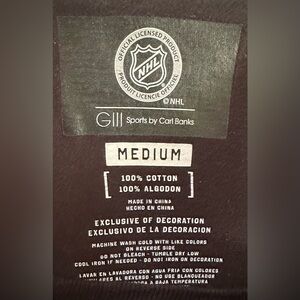 OFFICIAL LICENSED PRODUCT
NHL
PRODUIT LICENCIÉ OFFICIEL
© NHL
GIII Sports by Carl Banks
MEDIUM
100% COTTON
100% ALGODON
MADE IN CHINA
HECHO EN CHINA
EXCLUSIVE OF DECORATION
EXCLUSIVO DE LA DECORACION
MACHINE WASH COLD WITH LIKE COLORS
ON REVERSE SIDE
DO NOT BLEACH - TUMBLE DRY LOW
COOL IRON IF NEEDED - DO NOT IRON ON DECORATION
LAVAR EN LAVADORA CON AGUA FRIA CON COLORES
AL REVERSO - NO USE BLANQUEADOR
A BAJA TEMPERATURA